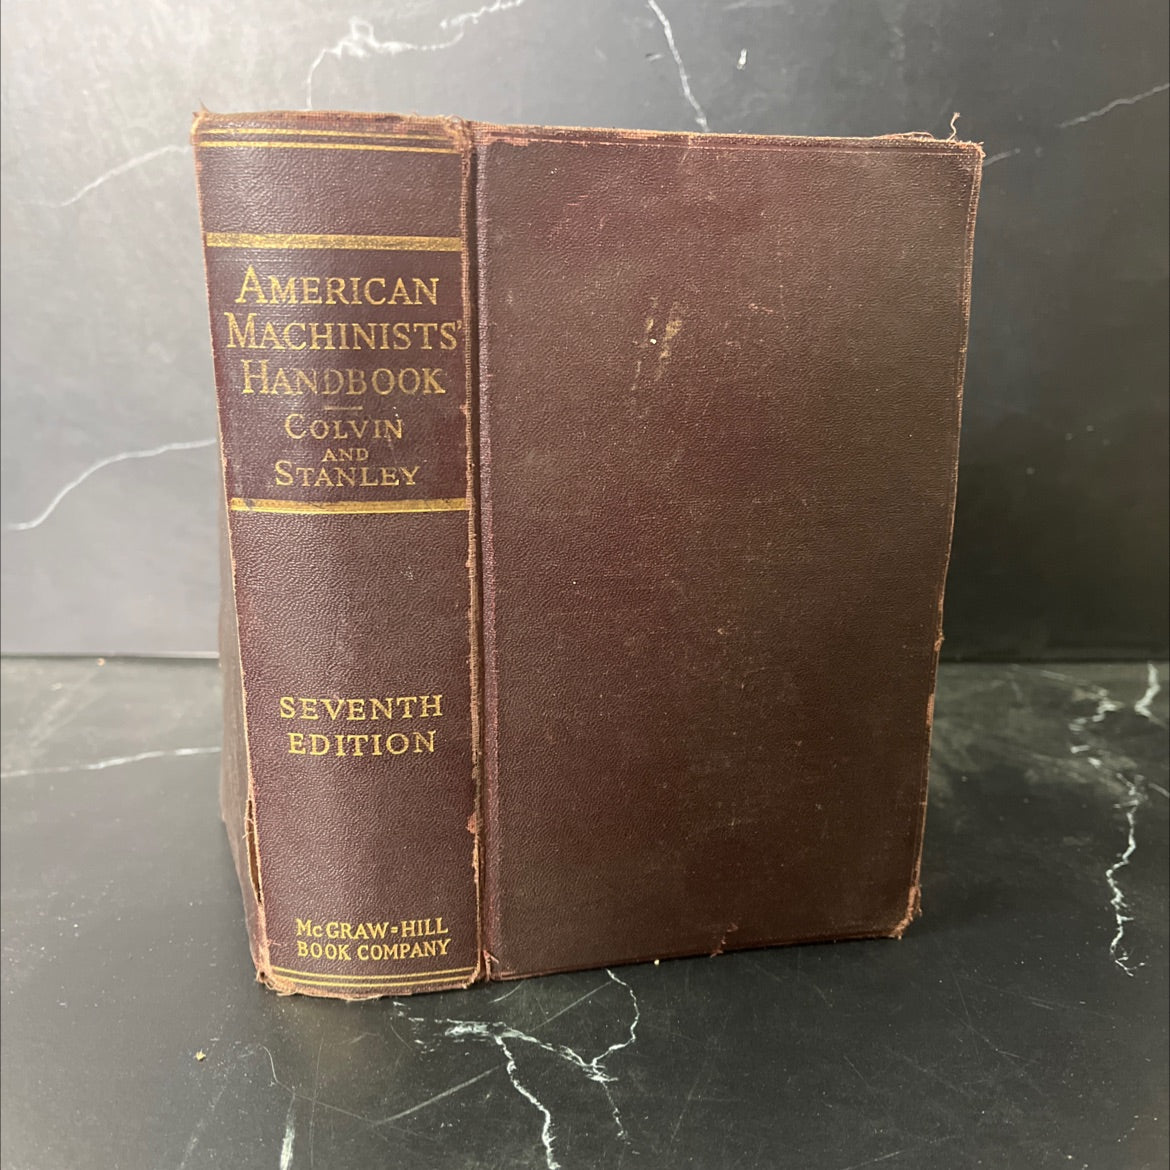 AMERICAN
MACHINISTS'
HANDBOOK
COLVIN
AND
STANLEY
SEVENTH
EDITION
McGRAW-HILL
BOOK COMPANY